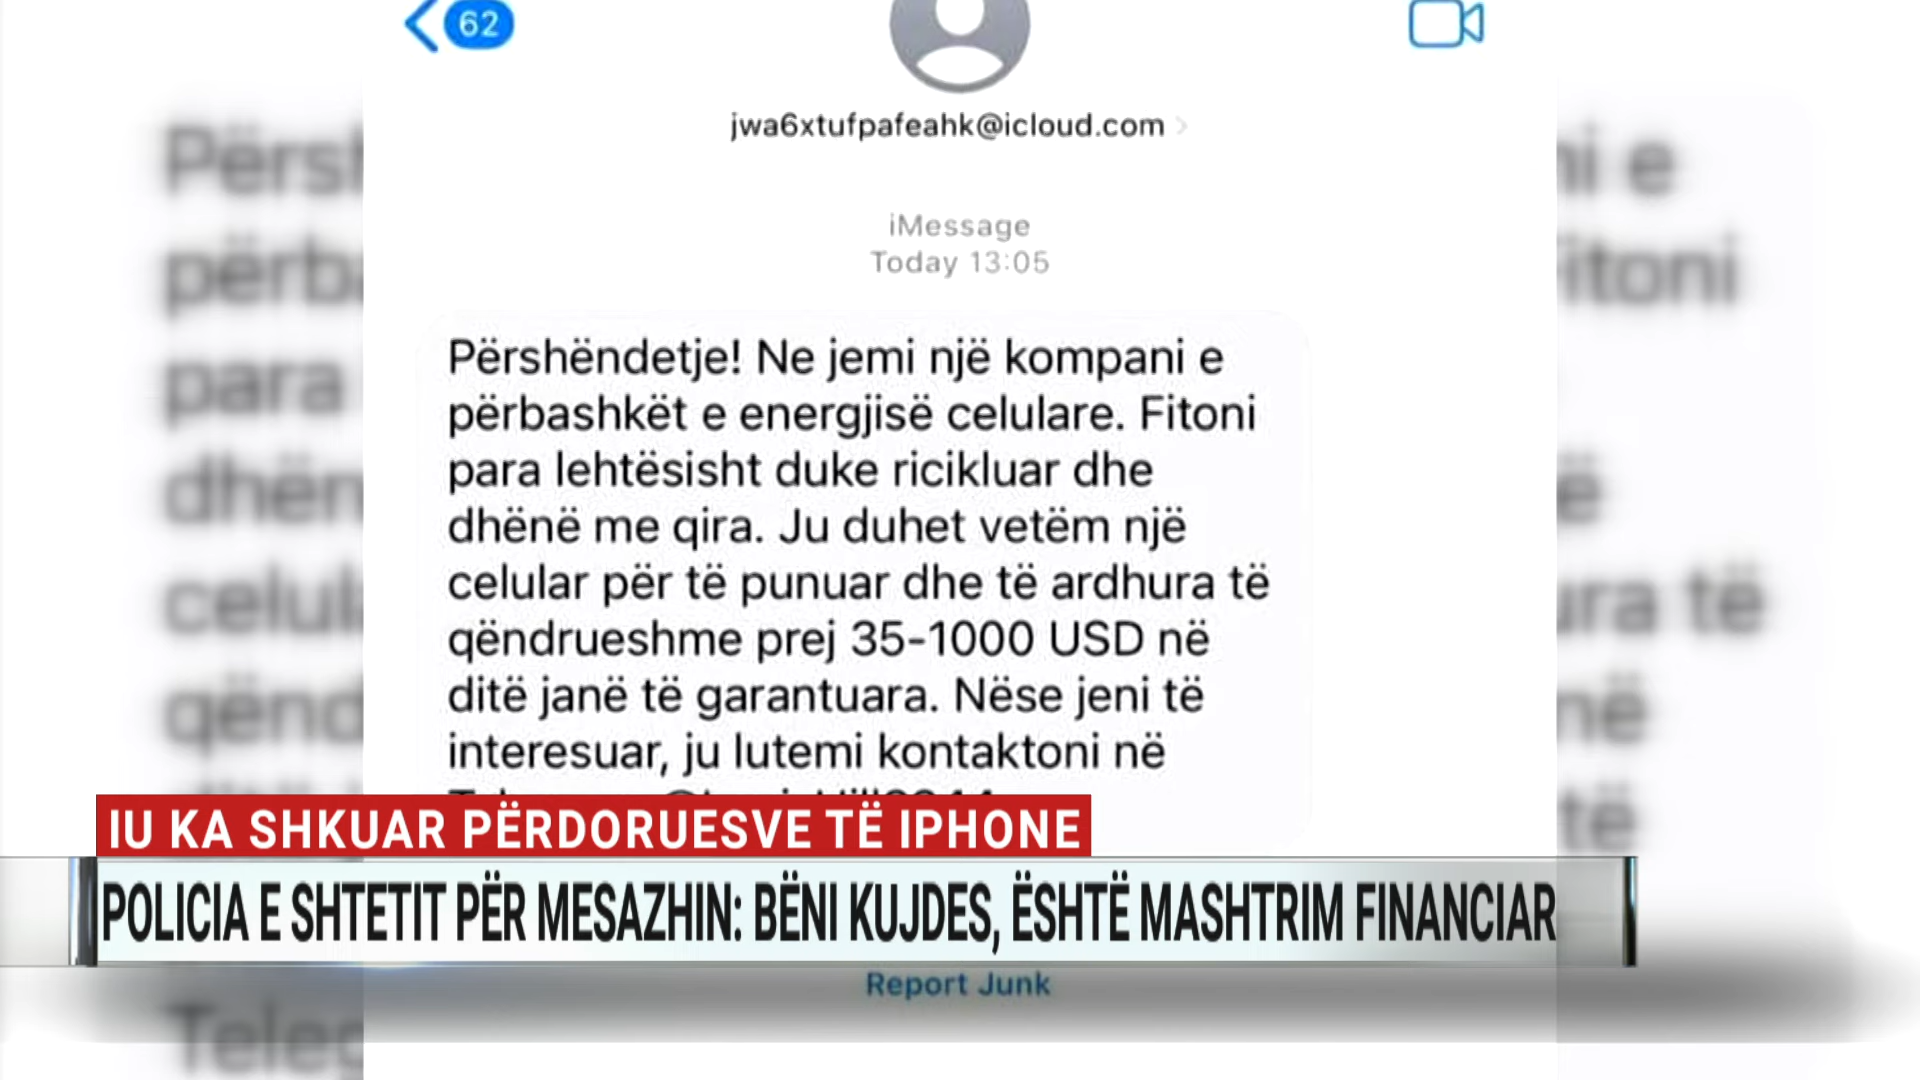 62
jwa6xtufpafeahk@icloud.com
iMessage
Today 13:05
Përshëndetje! Ne jemi një kompani e
përbashkët e energjisë celulare. Fitoni
para lehtësisht duke ricikluar dhe
dhënë me qira. Ju duhet vetëm një
celular për të punuar dhe të ardhura të
qëndrueshme prej 35-1000 USD në
ditë janë të garantuara. Nëse jeni të
interesuar, ju lutemi kontaktoni në
IU KA SHKUAR PËRDORUESVE TË IPHONE
POLICIA E SHTETIT PËR MESAZHIN: BËNI KUJDES, ËSHTË MASHTRIM FINANCIAR
Report Junk